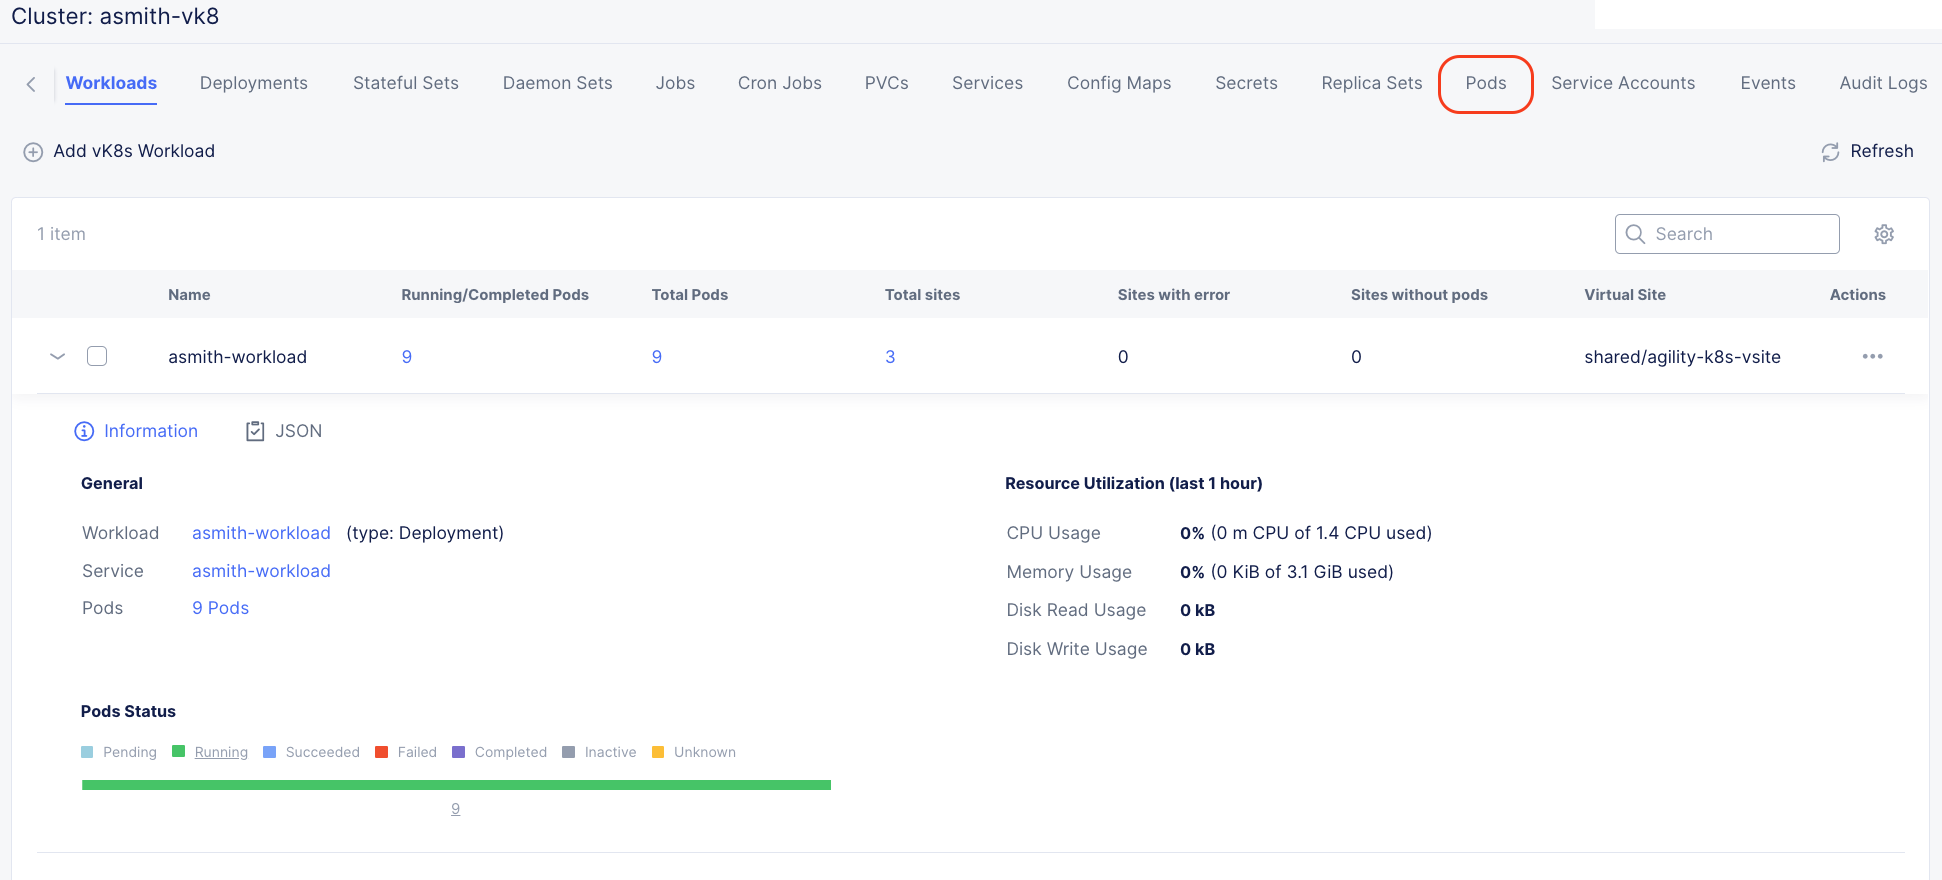 Cluster: asmith-vk8
Workloads Deployments Stateful Sets Daemon Sets Jobs Cron Jobs PVCs Services Config Maps Secrets Replica Sets Pods Service Accounts Events Audit Logs
Add vK8s Workload Refresh
1 item Search
Name Running/Completed Pods Total Pods Total sites Sites with error Sites without pods Virtual Site Actions
asmith-workload 9 9 3 0 0 shared/agility-k8s-vsite
Information JSON
General
Workload asmith-workload (type: Deployment)
Service asmith-workload
Pods 9 Pods
Resource Utilization (last 1 hour)
CPU Usage 0% (0 m CPU of 1.4 CPU used)
Memory Usage 0% (0 KiB of 3.1 GiB used)
Disk Read Usage 0 kB
Disk Write Usage 0 kB
Pods Status
Pending Running Succeeded Failed Completed Inactive Unknown
9